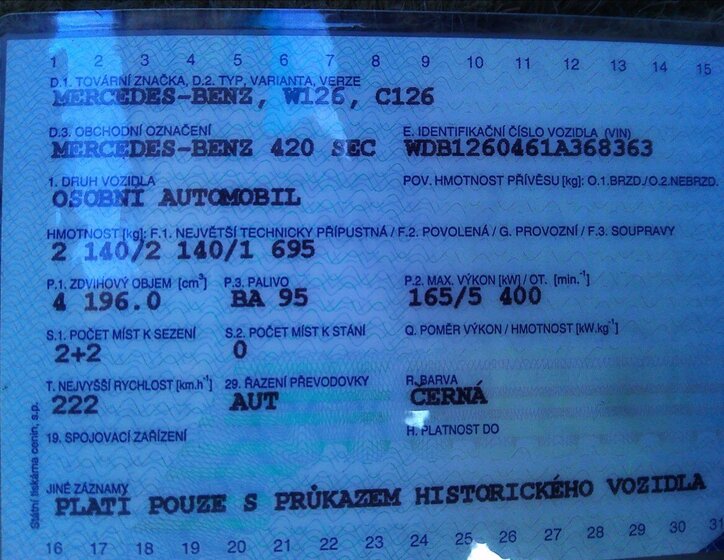 1 2 3 4 5 6 7 8 9 10 11 12 13 14 15
D.1. TOVÁRNÍ ZNAČKA, D.2. TYP, VARIANTA, VERZE
MERCEDES-BENZ, W126, C126
D.3. OBCHODNÍ OZNAČENÍ E. IDENTIFIKAČNÍ ČÍSLO VOZIDLA (VIN)
MERCEDES-BENZ 420 SEC WDB1260461A368363
1. DRUH VOZIDLA POV. HMOTNOST PŘÍVĚSU [kg]: O.1.BRZD./O.2.NEBRZD.
OSOBNÍ AUTOMOBIL
HMOTNOST [kg]: F.1. NEJVĚTŠÍ TECHNICKY PŘÍPUSTNÁ / F.2. POVOLENÁ / G. PROVOZNÍ / F.3. SOUPRAVY
2 140/2 140/1 695
P.1. ZDVIHOVÝ OBJEM [cm³] P.3. PALIVO P.2. MAX. VÝKON [kW] / OT. [min.⁻¹]
4 196.0 BA 95 165/5 400
S.1. POČET MÍST K SEZENÍ S.2. POČET MÍST K STÁNÍ Q. POMĚR VÝKON / HMOTNOST [kW.kg⁻¹]
2+2 0
T. NEJVYŠŠÍ RYCHLOST [km.h⁻¹] 29. ŘAZENÍ PŘEVODOVKY R. BARVA
222 AUT ČERNÁ
19. SPOJOVACÍ ZAŘÍZENÍ H. PLATNOST DO
JINÉ ZÁZNAMY
PLATÍ POUZE S PRŮKAZEM HISTORICKÉHO VOZIDLA
16 17 18 19 20 21 22 23 24 25 26 27 28 29 30 31
Státní tiskárna cenin, s.p.